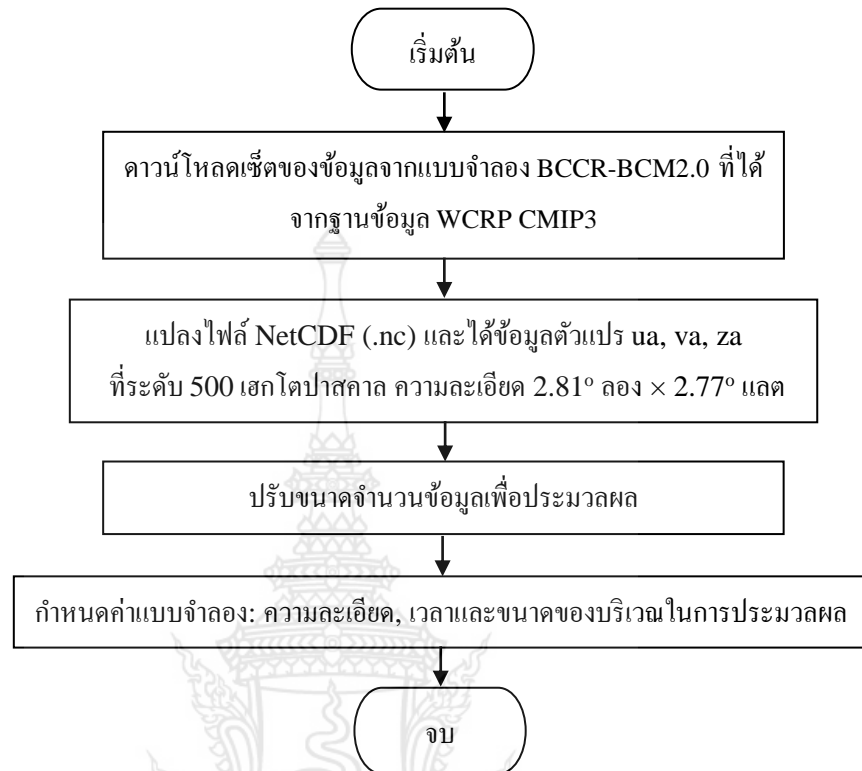 เริ่มต้น
ดาวน์โหลดเซ็ตของข้อมูลจากแบบจำลอง BCCR-BCM2.0 ที่ได้
จากฐานข้อมูล WCRP CMIP3
แปลงไฟล์ NetCDF (.nc) และได้ข้อมูลตัวแปร ua, va, za
ที่ระดับ 500 เฮกโตปาสคาล ความละเอียด 2.81° ลอง × 2.77° แลต
ปรับขนาดจำนวนข้อมูลเพื่อประมวลผล
กำหนดค่าแบบจำลอง: ความละเอียด, เวลาและขนาดของบริเวณในการประมวลผล
จบ